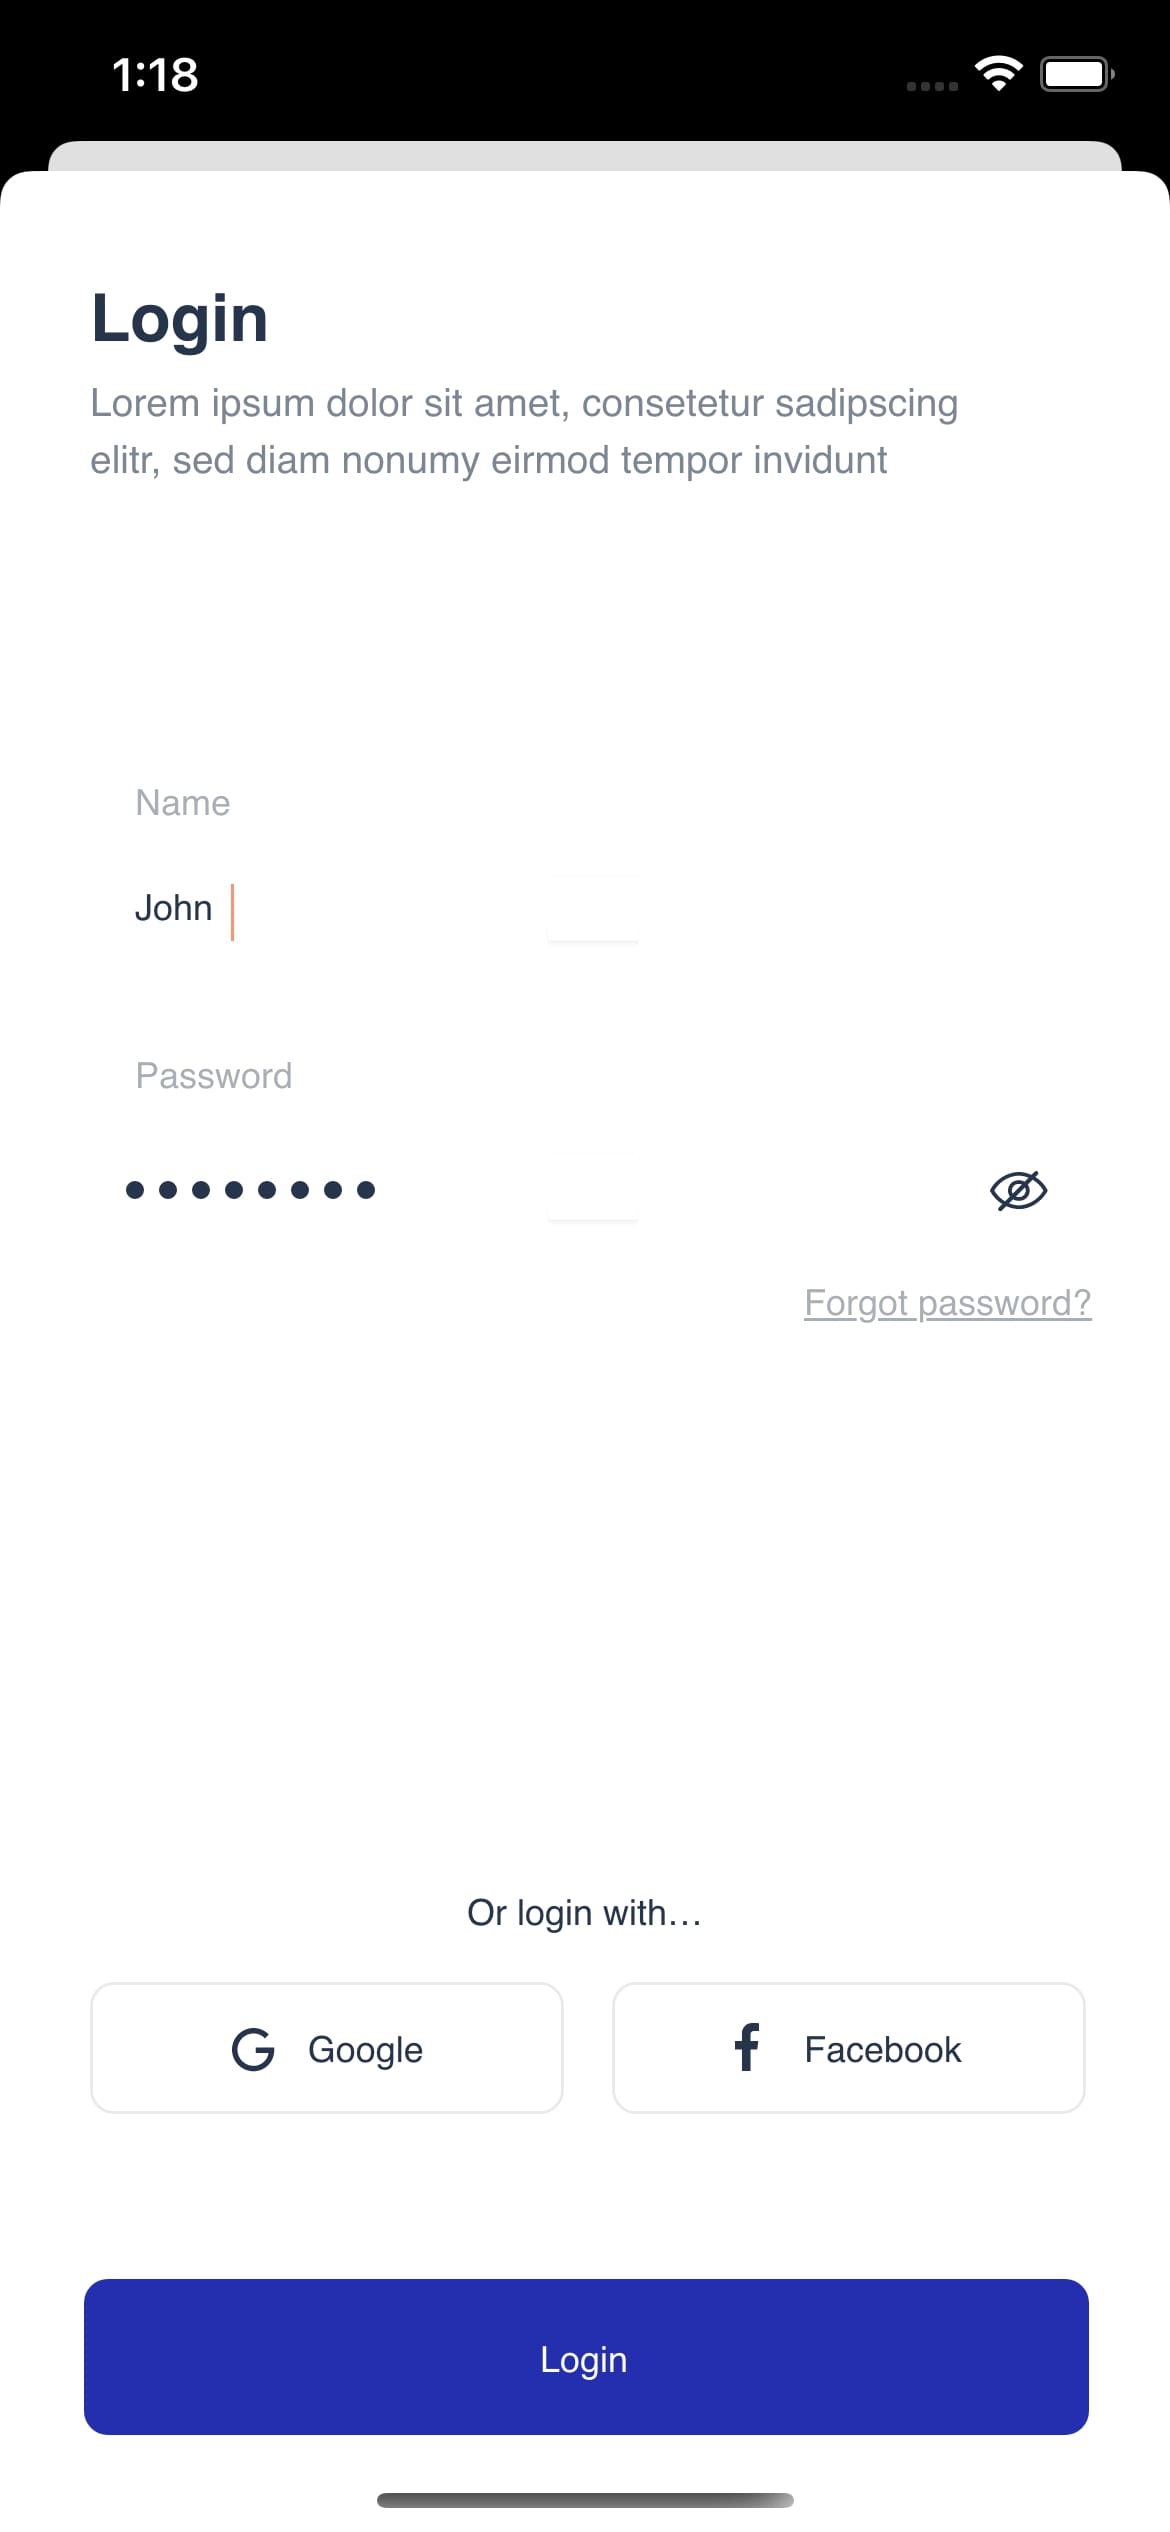 1:18
Login
Lorem ipsum dolor sit amet, consetetur sadipscing
elitr, sed diam nonumy eirmod tempor invidunt
Name
John
Password
Forgot password?
Or login with...
Google
Facebook
Login